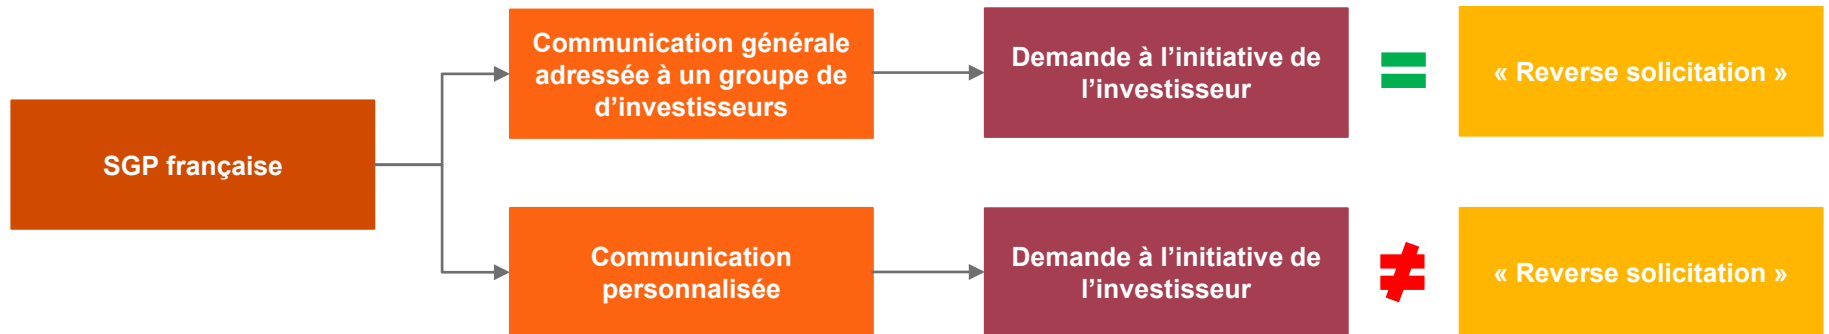 SGP française
Communication générale
adressée à un groupe de
d’investisseurs
Demande à l’initiative de
l’investisseur
=
« Reverse solicitation »
Communication
personnalisée
Demande à l’initiative de
l’investisseur
≠
« Reverse solicitation »